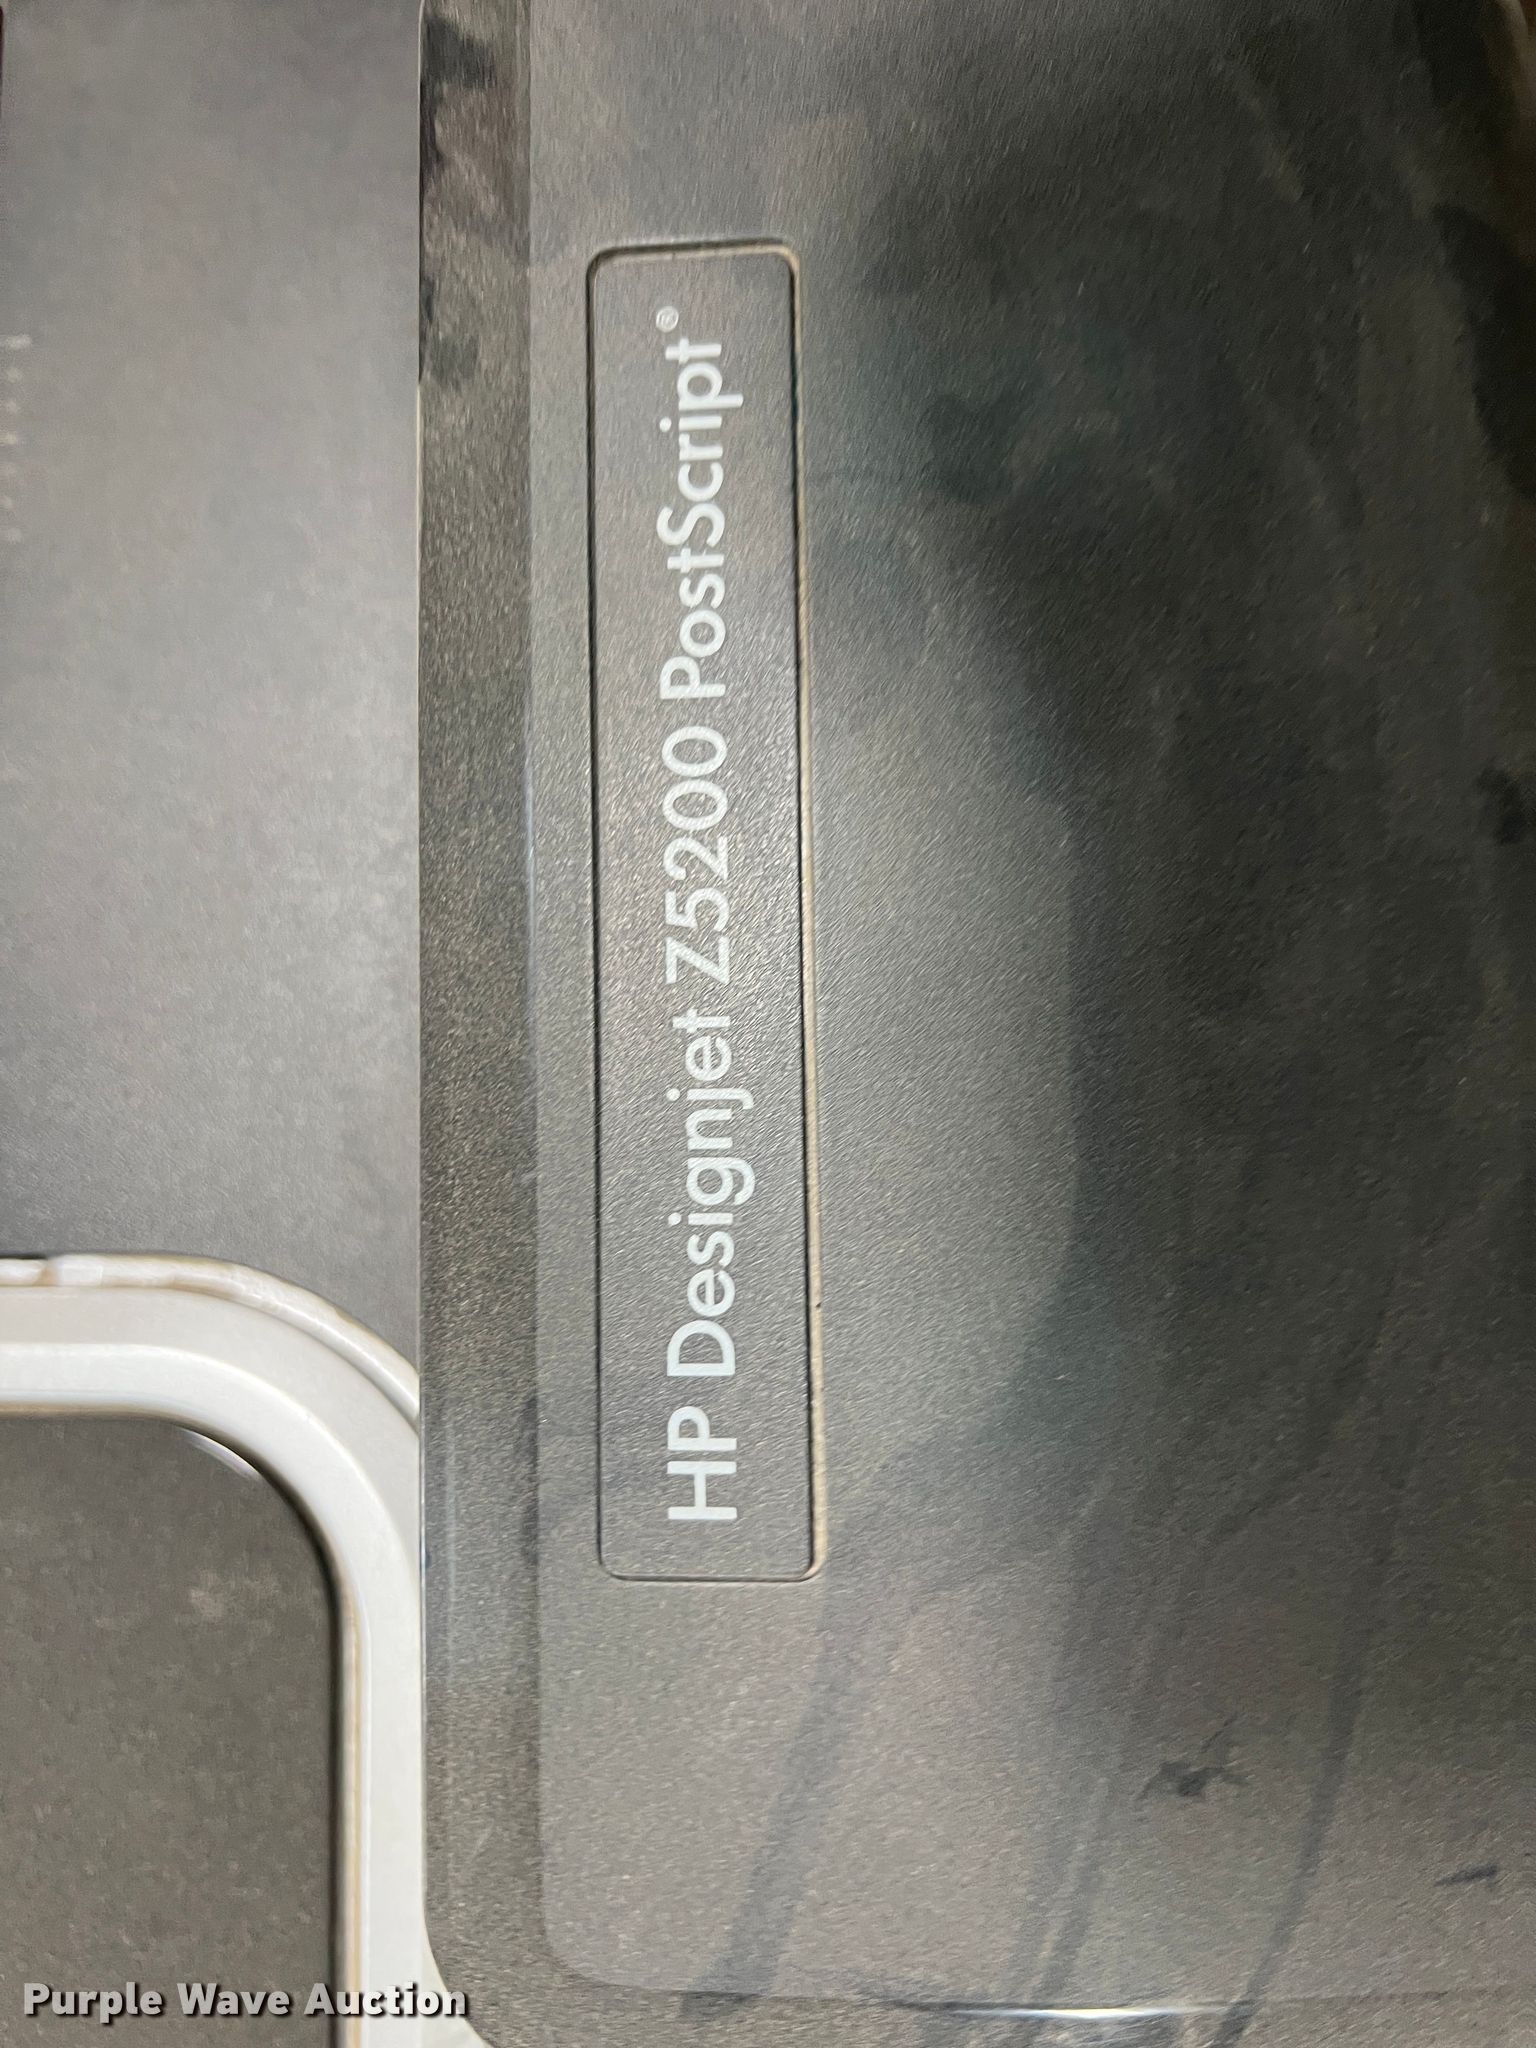 HP Designjet Z5200 PostScript®
Purple Wave Auction